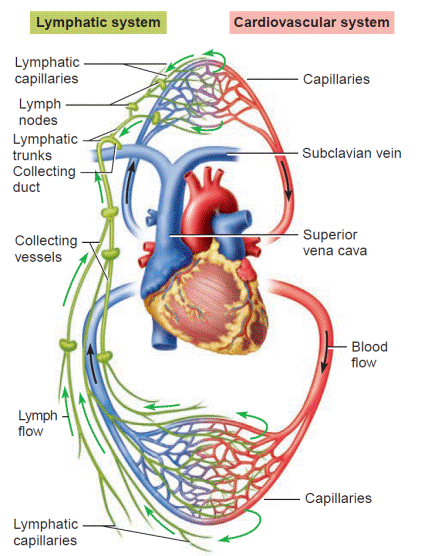 Lymphatic system
Cardiovascular system
Lymphatic
capillaries
Lymph
nodes
Lymphatic
trunks
Collecting
duct
Collecting
vessels
Lymph
flow
Lymphatic
capillaries
Capillaries
Subclavian vein
Superior
vena cava
Blood
flow
Capillaries